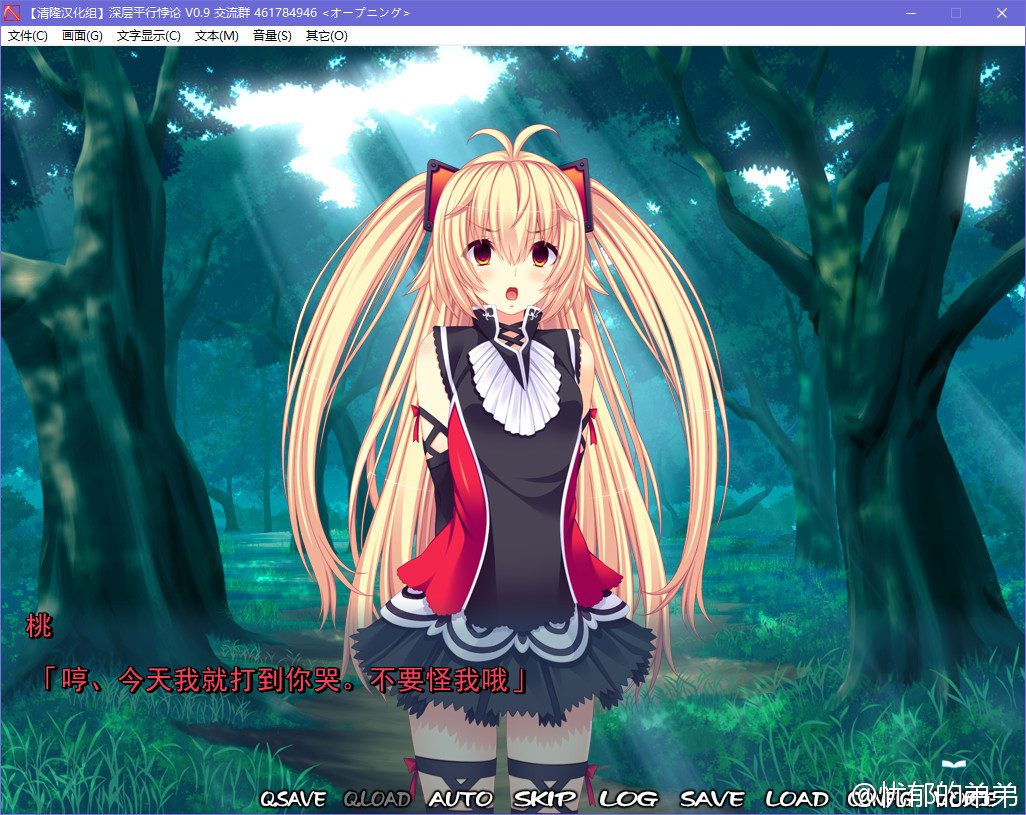 【清隆汉化组】深层平行悖论 V0.9 交流群 461784946 <オープニング>
文件(C) 画面(G) 文字显示(C) 文本(M) 音量(S) 其它(O)
桃
「哼、今天我就打到你哭。不要怪我哦」
QSAVE QLOAD AUTO SKIP LOG SAVE LOAD
@忧郁的弟弟